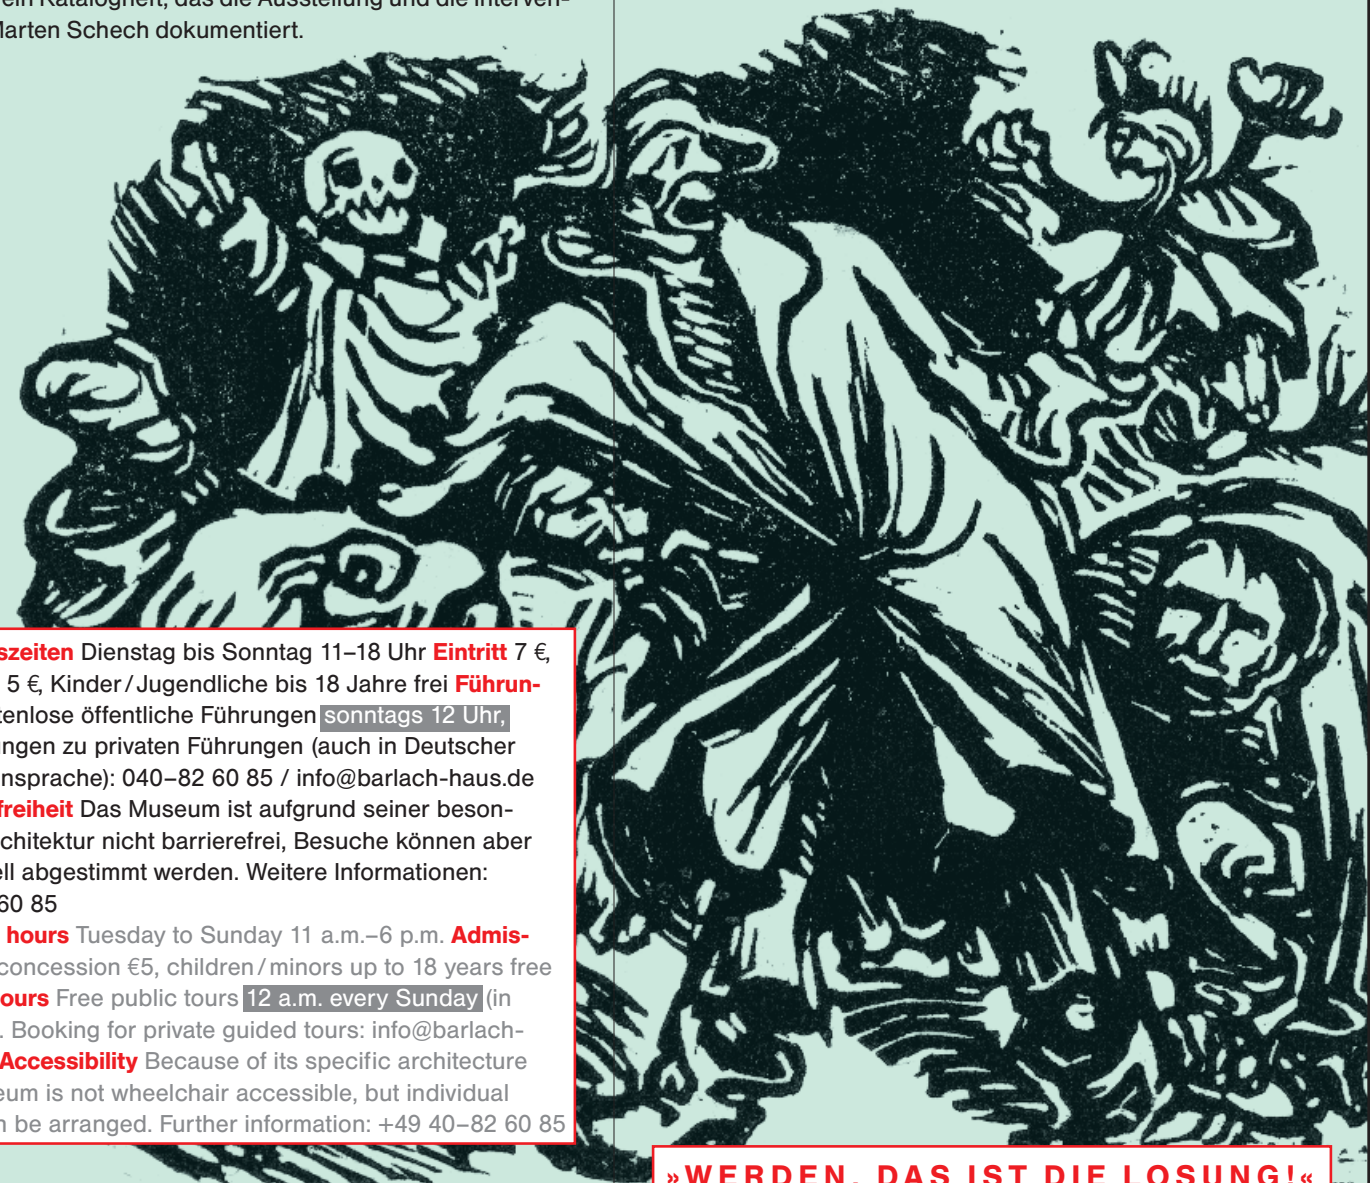 ein Katalogheft, das die Ausstellung und die Interven-
Marten Schech dokumentiert.
szeiten Dienstag bis Sonntag 11–18 Uhr Eintritt 7 €,
5 €, Kinder/Jugendliche bis 18 Jahre frei Führun-
tenlose öffentliche Führungen sonntags 12 Uhr,
ungen zu privaten Führungen (auch in Deutscher
nsprache): 040–82 60 85 / info@barlach-haus.de
freiheit Das Museum ist aufgrund seiner beson-
chitektur nicht barrierefrei, Besuche können aber
ell abgestimmt werden. Weitere Informationen:
60 85
hours Tuesday to Sunday 11 a.m.–6 p.m. Admis-
concession €5, children/minors up to 18 years free
ours Free public tours 12 a.m. every Sunday (in
. Booking for private guided tours: info@barlach-
Accessibility Because of its specific architecture
eum is not wheelchair accessible, but individual
n be arranged. Further information: +49 40–82 60 85
»WERDEN, DAS IST DIE LOSUNG!«